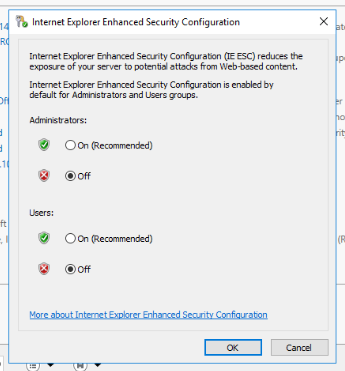 Internet Explorer Enhanced Security Configuration
Internet Explorer Enhanced Security Configuration (IE ESC) reduces the
exposure of your server to potential attacks from Web-based content.
Internet Explorer Enhanced Security Configuration is enabled by
default for Administrators and Users groups.
Administrators:
On (Recommended)
Off
Users:
On (Recommended)
Off
More about Internet Explorer Enhanced Security Configuration
OK
Cancel